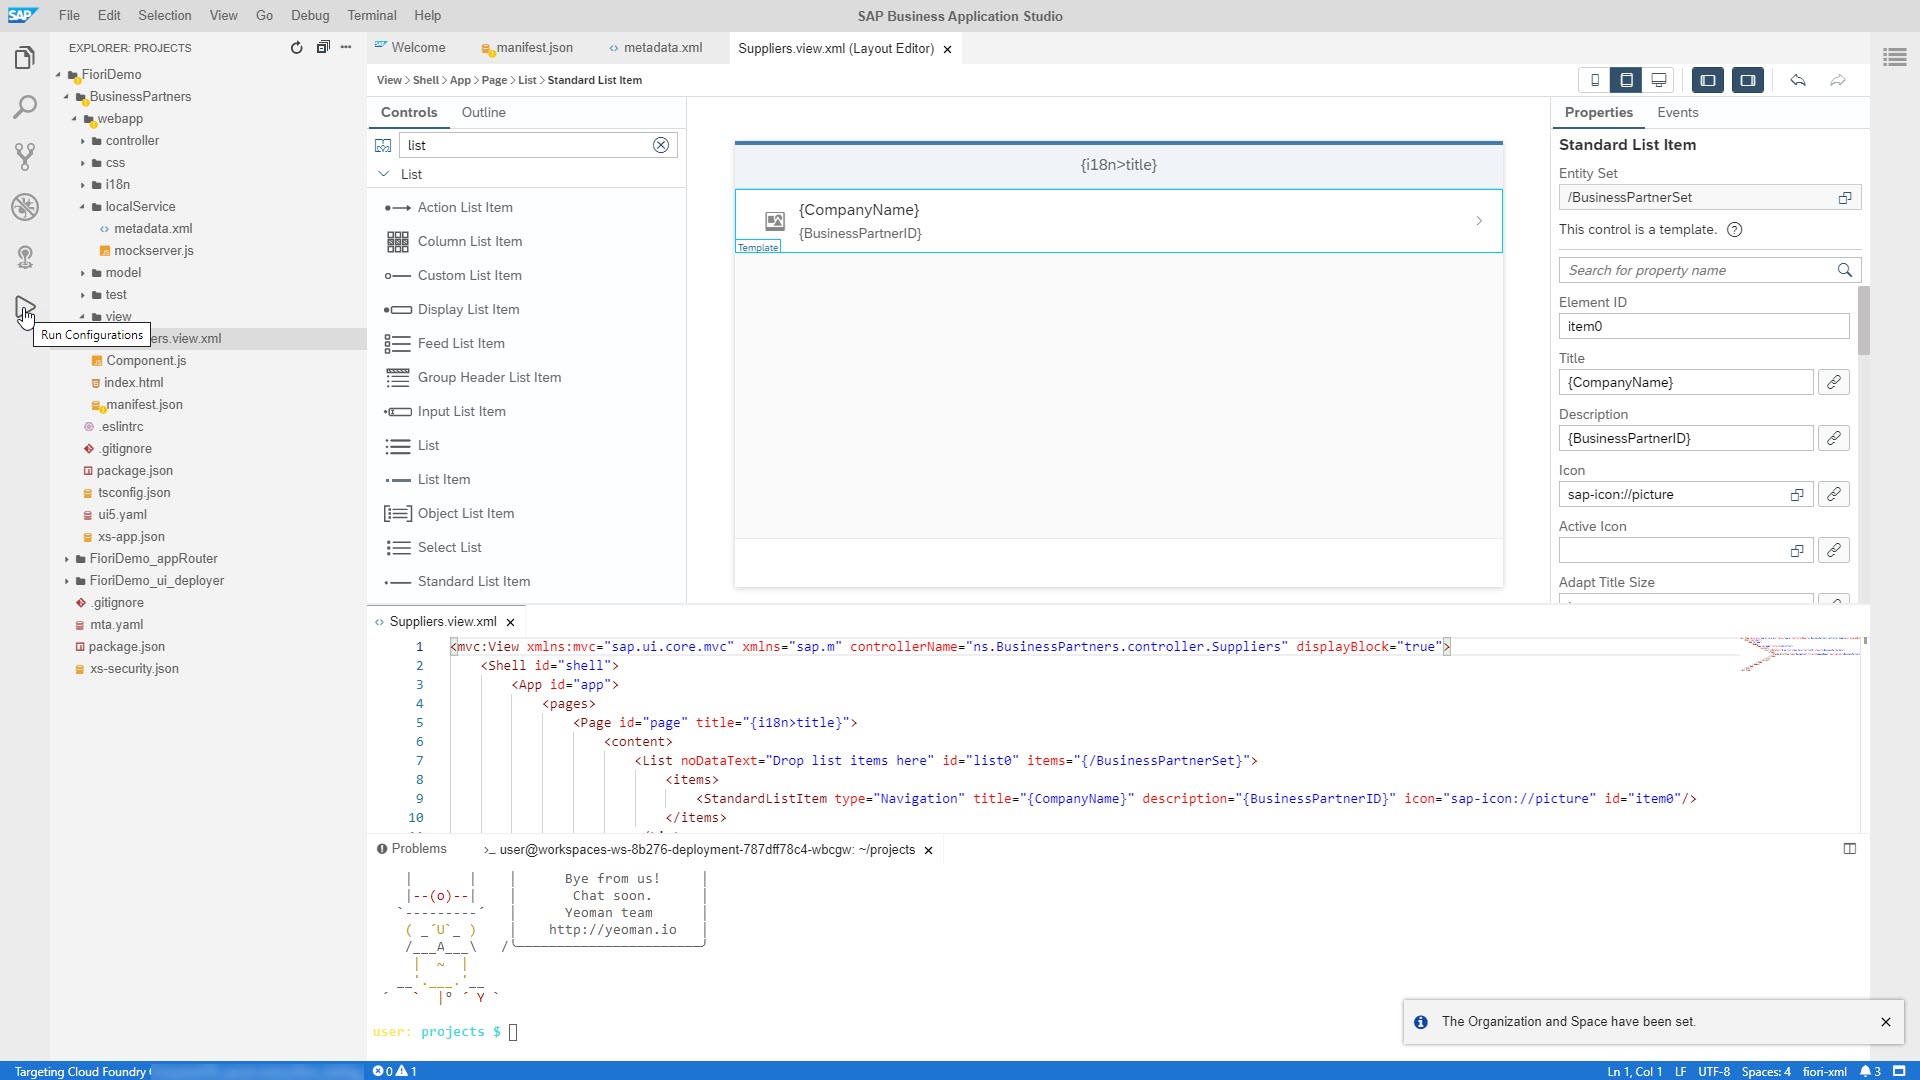 SAP File Edit Selection View Go Debug Terminal Help SAP Business Application Studio
EXPLORER: PROJECTS
FioriDemo
BusinessPartners
webapp
controller
css
i18n
localService
metadata.xml
mockserver.js
model
test
view
Run Configurations
ers.view.xml
Component.js
index.html
manifest.json
.eslintrc
.gitignore
package.json
tsconfig.json
ui5.yaml
xs-app.json
FioriDemo_appRouter
FioriDemo_ui_deployer
.gitignore
mta.yaml
package.json
xs-security.json
Welcome manifest.json metadata.xml Suppliers.view.xml (Layout Editor)
View > Shell > App > Page > List > Standard List Item
Controls Outline
list
List
Action List Item
Column List Item
Custom List Item
Display List Item
Feed List Item
Group Header List Item
Input List Item
List
List Item
Object List Item
Select List
Standard List Item
{i18n>title}
{CompanyName}
{BusinessPartnerID}
Template
Properties Events
Standard List Item
Entity Set
/BusinessPartnerSet
This control is a template. ?
Search for property name
Element ID
item0
Title
{CompanyName}
Description
{BusinessPartnerID}
Icon
sap-icon://picture
Active Icon
Adapt Title Size
Suppliers.view.xml
1 <mvc:View xmlns:mvc="sap.ui.core.mvc" xmlns="sap.m" controllerName="ns.BusinessPartners.controller.Suppliers" displayBlock="true">
2 <Shell id="shell">
3 <App id="app">
4 <pages>
5 <Page id="page" title="{i18n>title}">
6 <content>
7 <List noDataText="Drop list items here" id="list0" items="{/BusinessPartnerSet}">
8 <items>
9 <StandardListItem type="Navigation" title="{CompanyName}" description="{BusinessPartnerID}" icon="sap-icon://picture" id="item0"/>
10 </items>
Problems >_ user@workspaces-ws-8b276-deployment-787dff78c4-wbcgw: ~/projects
Bye from us!
Chat soon.
Yeoman team
http://yeoman.io
user: projects $
The Organization and Space have been set.
Targeting Cloud Foundry 0 1 Ln 1, Col 1 LF UTF-8 Spaces: 4 fiori-xml 3